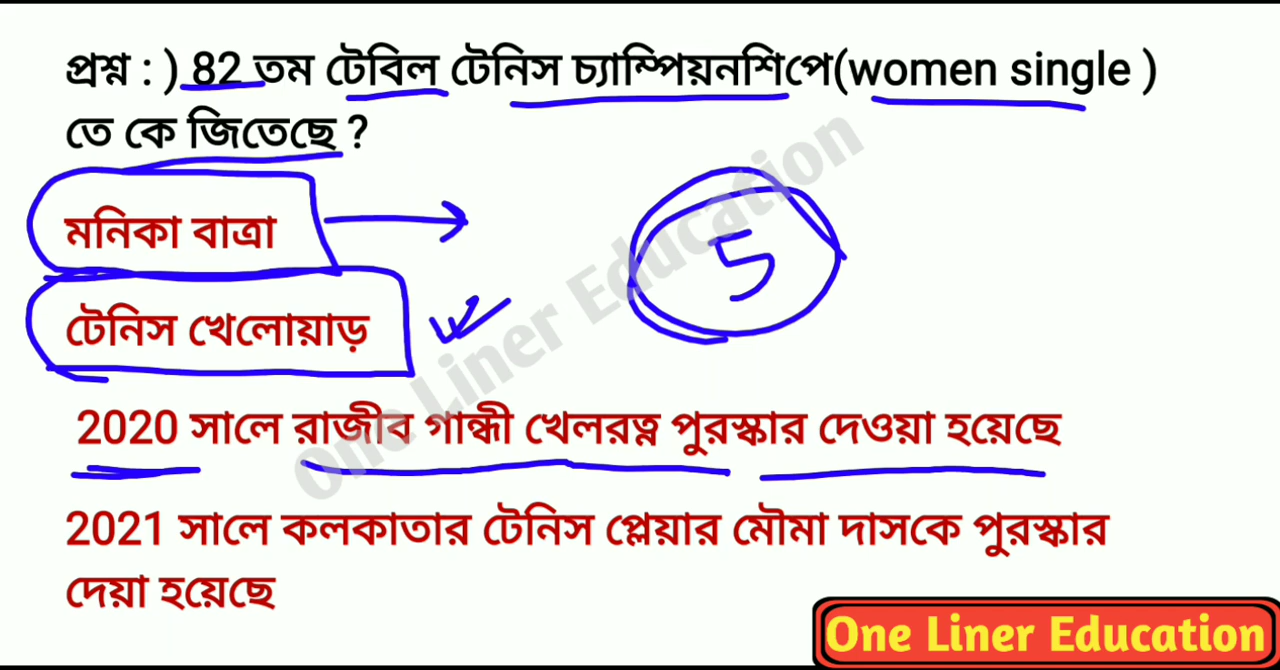 প্রশ্ন : ) 82 তম টেবিল টেনিস চ্যাম্পিয়নশিপে(women single )
তে কে জিতেছে ?
মনিকা বাত্রা
5
টেনিস খেলোয়াড়
2020 সালে রাজীব গান্ধী খেলরত্ন পুরস্কার দেওয়া হয়েছে
2021 সালে কলকাতার টেনিস প্লেয়ার মৌমা দাসকে পুরস্কার
দেয়া হয়েছে
One Liner Education
One Liner Education